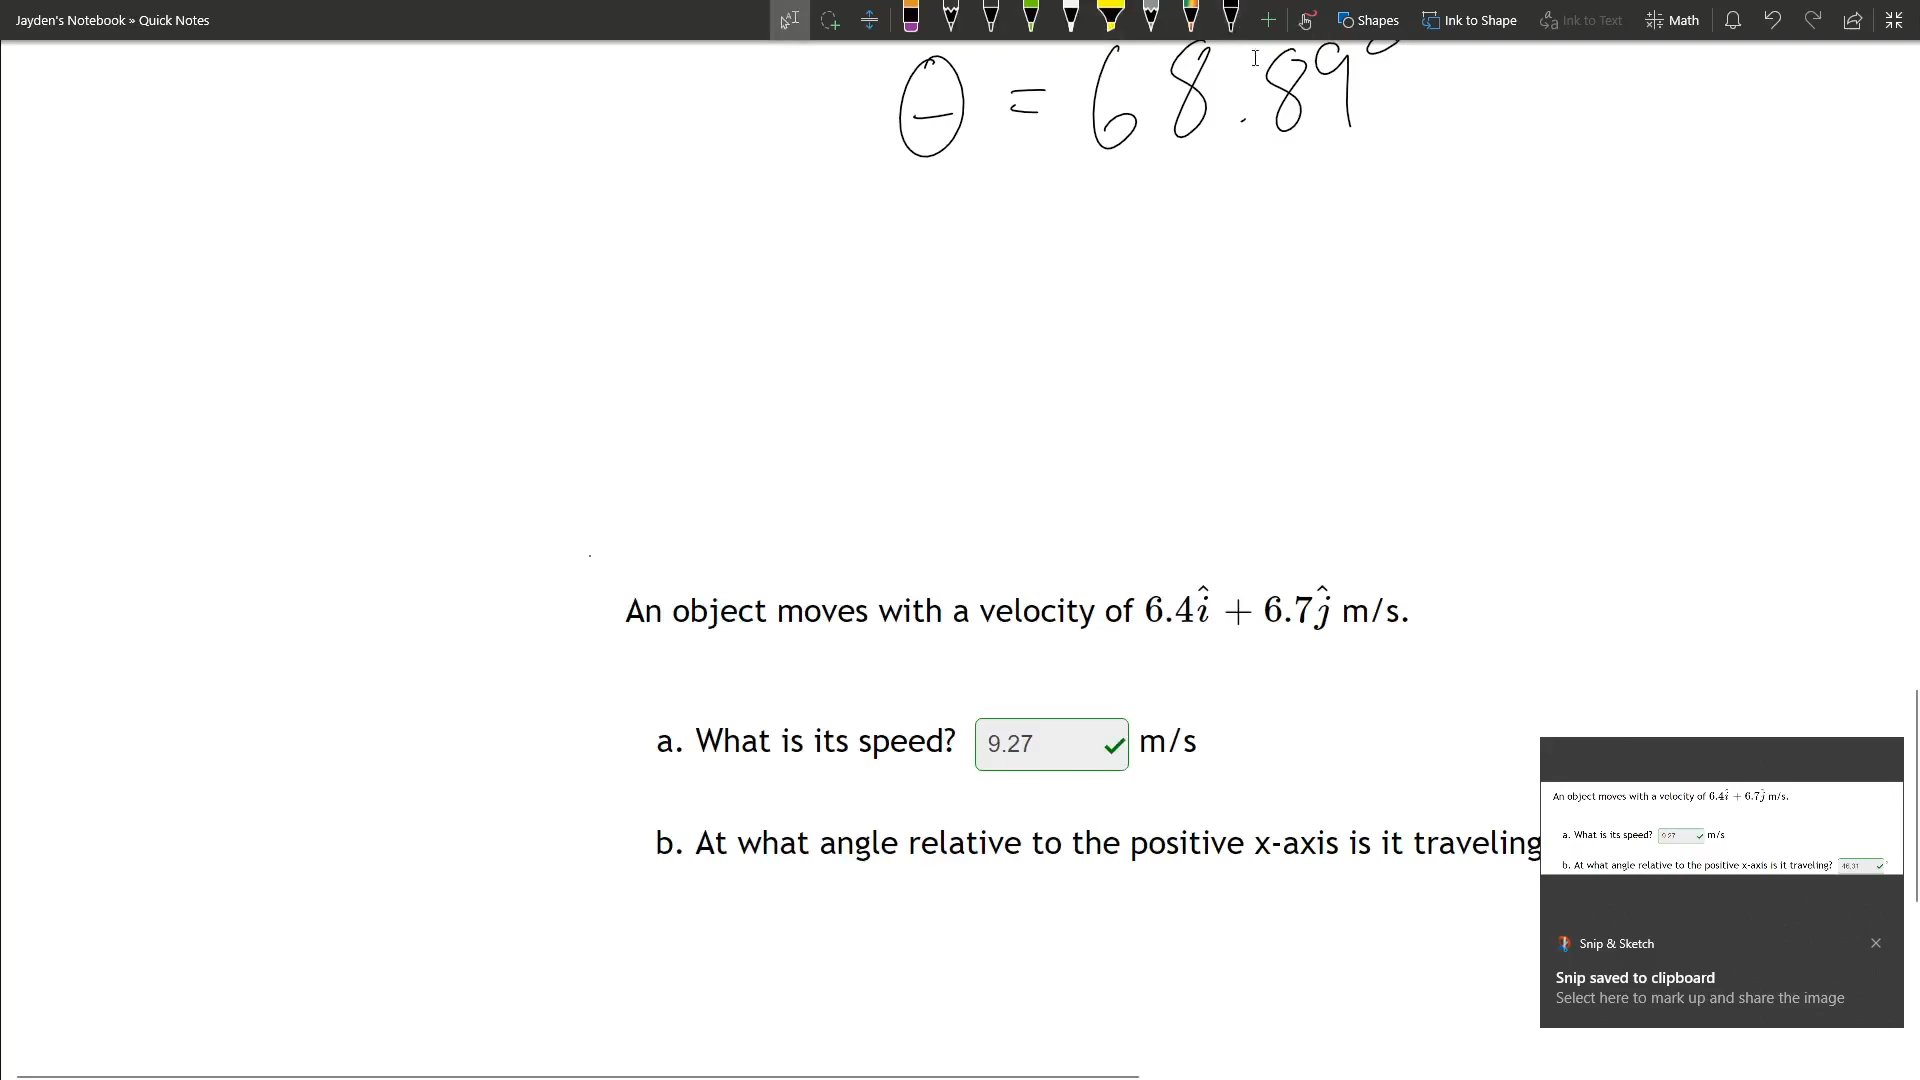 Jayden's Notebook » Quick Notes
Shapes
Ink to Shape
Ink to Text
Math
θ = 68.89°
An object moves with a velocity of 6.4î + 6.7ĵ m/s.
a. What is its speed? 9.27 m/s
b. At what angle relative to the positive x-axis is it traveling
An object moves with a velocity of 6.4î + 6.7ĵ m/s.
a. What is its speed? 9.27 m/s
b. At what angle relative to the positive x-axis is it traveling? 46.31 °
Snip & Sketch
Snip saved to clipboard
Select here to mark up and share the image